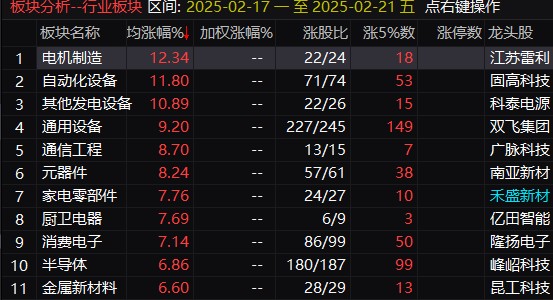 板块分析--行业板块 区间: 2025-02-17 一 至 2025-02-21 五 点右键操作
板块名称 均涨幅%↓ 加权涨幅% 涨股比 涨5%数 涨停数 龙头股
1 电机制造 12.34 -- 22/24 18 -- 江苏雷利
2 自动化设备 11.80 -- 71/74 53 -- 固高科技
3 其他发电设备 10.89 -- 22/26 15 -- 科泰电源
4 通用设备 9.20 -- 227/245 149 -- 双飞集团
5 通信工程 8.70 -- 13/15 7 -- 广脉科技
6 元器件 8.24 -- 57/61 38 -- 南亚新材
7 家电零部件 7.76 -- 24/27 10 -- 禾盛新材
8 厨卫电器 7.69 -- 6/9 3 -- 亿田智能
9 消费电子 7.14 -- 86/99 50 -- 隆扬电子
10 半导体 6.86 -- 180/187 99 -- 峰岹科技
11 金属新材料 6.60 -- 28/29 13 -- 昆工科技